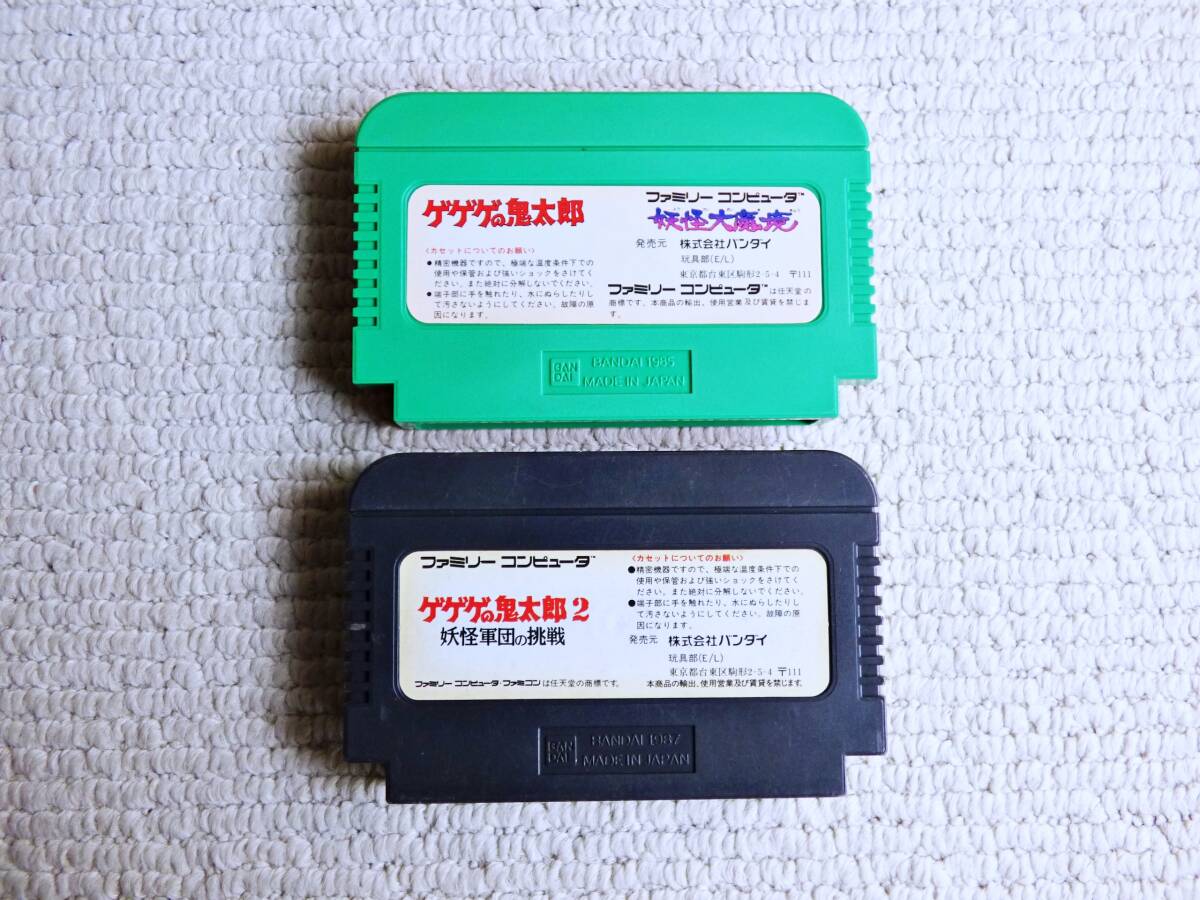 ゲゲゲの鬼太郎
〈カセットについてのお願い〉
●精密機器ですので、極端な温度条件下での
使用や保管および強いショックをさけてく
ださい。また絶対に分解しないでください。
●端子部に手を触れたり、水にぬらしたりし
て汚さないようにしてください。故障の原
因になります。
ファミリー コンピュータ™
妖怪大魔境
発売元 株式会社バンダイ
玩具部(E/L)
東京都台東区駒形2-5-4 〒111
ファミリー コンピュータ™は任天堂の
商標です。本商品の輸出、使用営業及び賃貸を禁じま
す。
BAN
DAI
BANDAI 1985
MADE IN JAPAN
ファミリー コンピュータ™
ゲゲゲの鬼太郎2
妖怪軍団の挑戦
ファミリー コンピュータ・ファミコンは任天堂の商標です。
〈カセットについてのお願い〉
●精密機器ですので、極端な温度条件下での
使用や保管および強いショックをさけてく
ださい。また絶対に分解しないでください。
●端子部に手を触れたり、水にぬらしたりし
て汚さないようにしてください。故障の原
因になります。
発売元 株式会社バンダイ
玩具部(E/L)
東京都台東区駒形2-5-4 〒111
本商品の輸出、使用営業及び賃貸を禁じます。
BAN
DAI
BANDAI 1987
MADE IN JAPAN